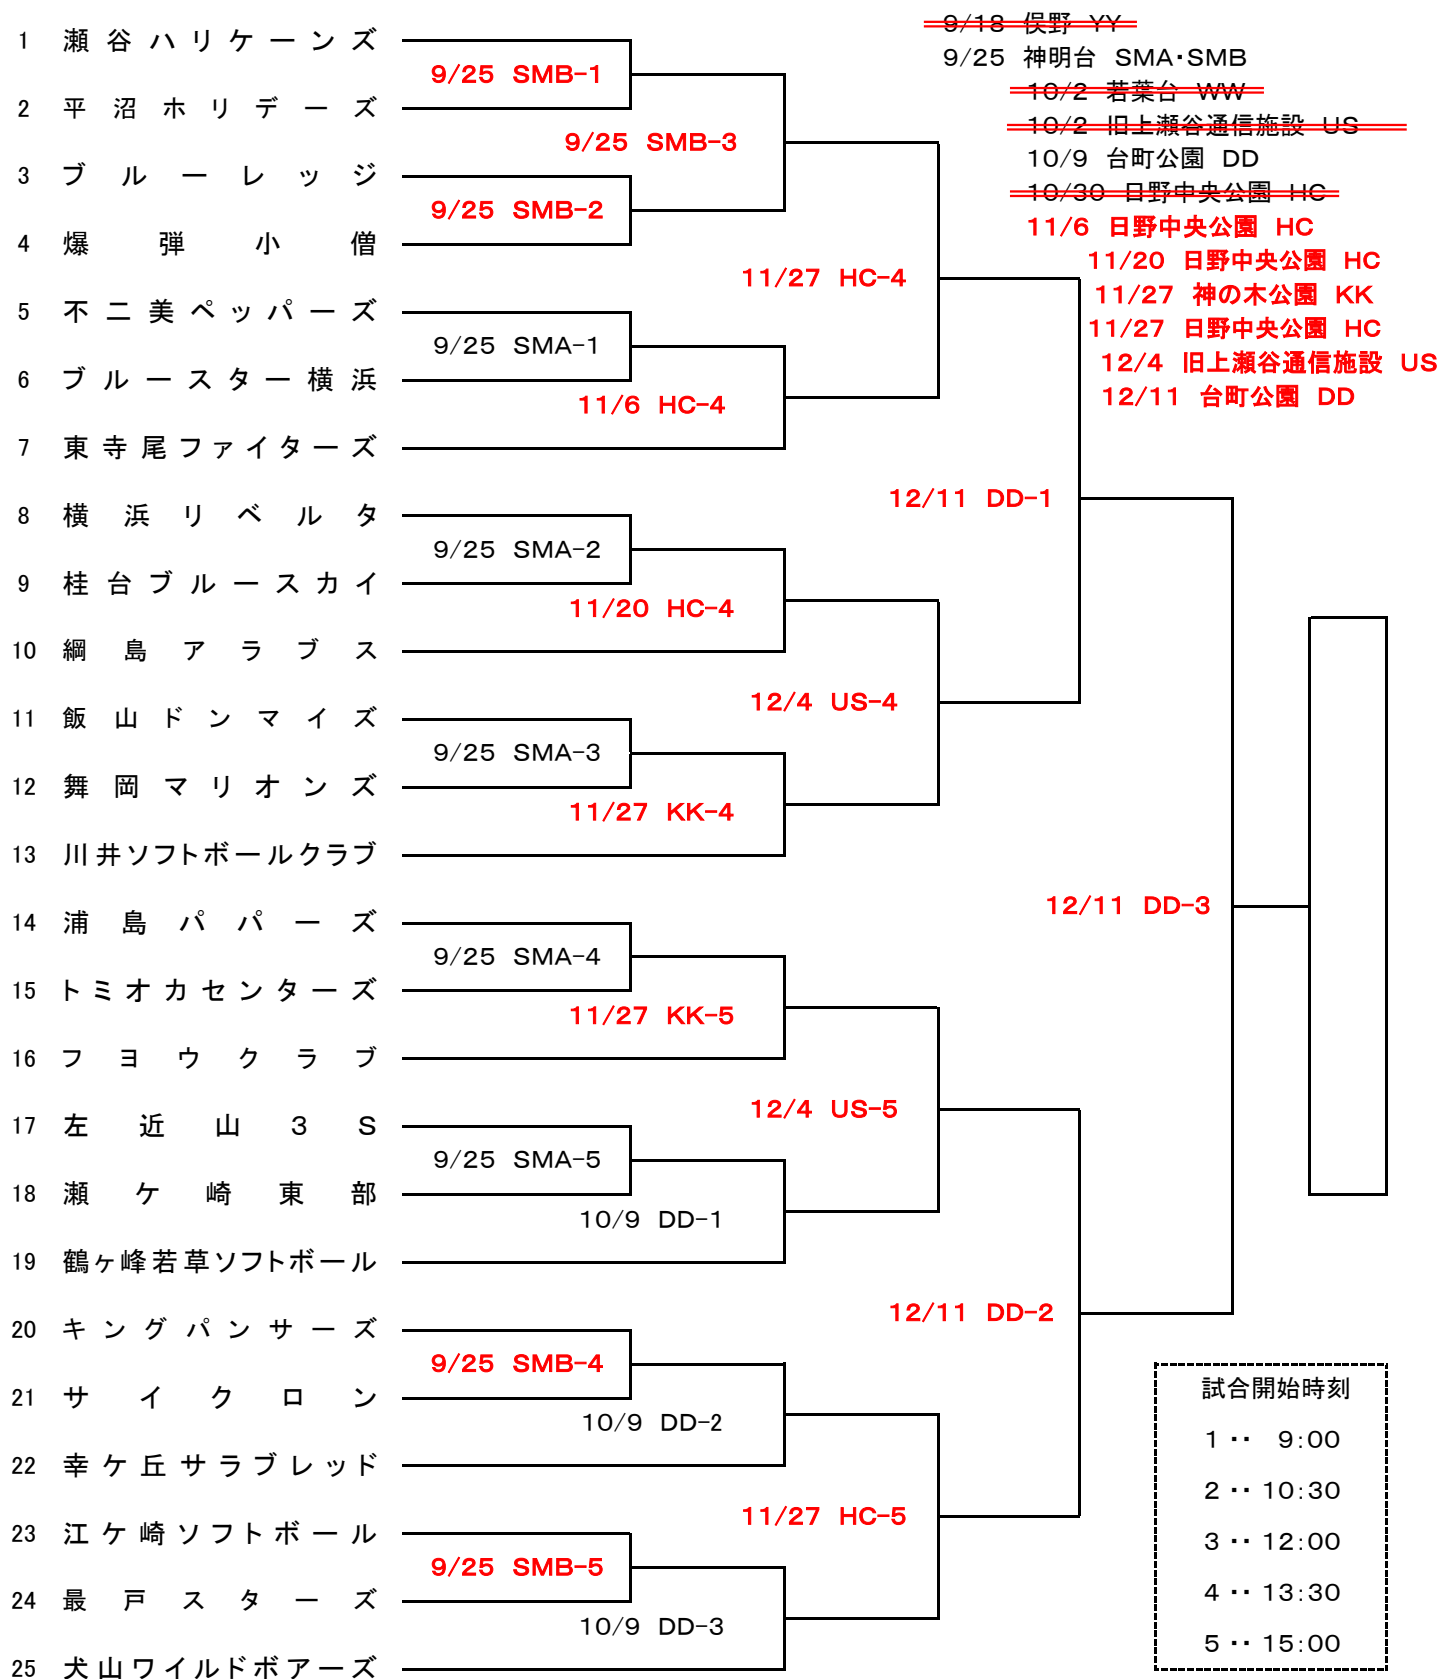 9/18 俣野 YY
9/25 神明台 SMA・SMB
10/2 若葉台 WW
10/2 旧上瀬谷通信施設 US
10/9 台町公園 DD
10/30 日野中央公園 HC
11/6 日野中央公園 HC
11/20 日野中央公園 HC
11/27 神の木公園 KK
11/27 日野中央公園 HC
12/4 旧上瀬谷通信施設 US
12/11 台町公園 DD
1 瀬谷ハリケーンズ
9/25 SMB-1
2 平沼ホリデーズ
9/25 SMB-3
3 ブルーレッジ
9/25 SMB-2
4 爆弾小僧
11/27 HC-4
5 不二美ペッパーズ
9/25 SMA-1
6 ブルースター横浜
11/6 HC-4
7 東寺尾ファイターズ
12/11 DD-1
8 横浜リベルタ
9/25 SMA-2
9 桂台ブルースカイ
11/20 HC-4
10 綱島アラブス
12/4 US-4
11 飯山ドンマイズ
9/25 SMA-3
12 舞岡マリオンズ
11/27 KK-4
13 川井ソフトボールクラブ
12/11 DD-3
14 浦島パパーズ
9/25 SMA-4
15 トミオカセンターズ
11/27 KK-5
16 フヨウクラブ
12/4 US-5
17 左近山3S
9/25 SMA-5
18 瀬ケ崎東部
10/9 DD-1
19 鶴ヶ峰若草ソフトボール
12/11 DD-2
20 キングパンサーズ
9/25 SMB-4
21 サイクロン
10/9 DD-2
22 幸ケ丘サラブレッド
11/27 HC-5
23 江ケ崎ソフトボール
9/25 SMB-5
24 最戸スターズ
10/9 DD-3
25 犬山ワイルドボアーズ
試合開始時刻
1 ‥ 9:00
2 ‥ 10:30
3 ‥ 12:00
4 ‥ 13:30
5 ‥ 15:00